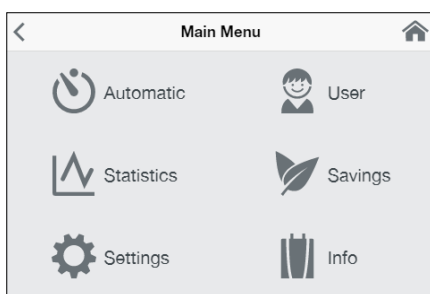 Main Menu
Automatic
User
Statistics
Savings
Settings
Info